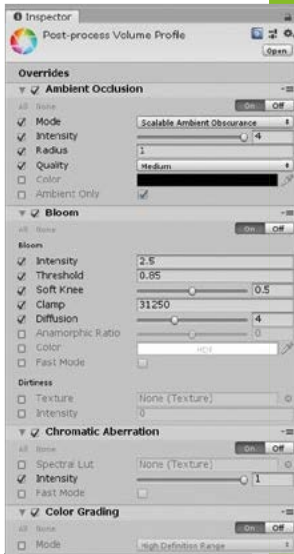 Inspector
Post-process Volume Profile
Open
Overrides
Ambient Occlusion
All None On Off
Mode Scalable Ambient Obscurance
Intensity 4
Radius 1
Quality Medium
Color
Ambient Only
Bloom
All None On Off
Bloom
Intensity 2.5
Threshold 0.85
Soft Knee 0.5
Clamp 31250
Diffusion 4
Anamorphic Ratio 0
Color HDR
Fast Mode
Dirtiness
Texture None (Texture)
Intensity 0
Chromatic Aberration
All None On Off
Spectral Lut None (Texture)
Intensity 1
Fast Mode
Color Grading
All None On Off
Mode High Definition Range